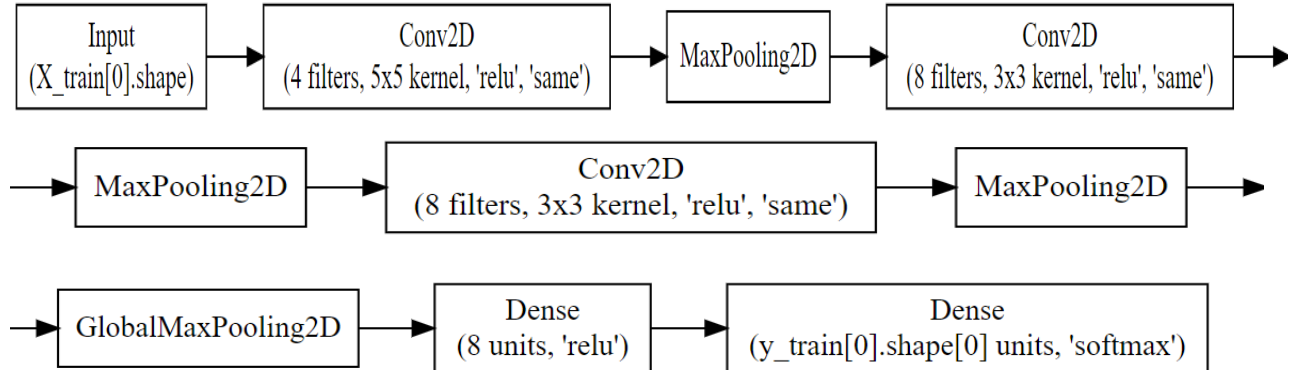 Input
(X_train[0].shape)
Conv2D
(4 filters, 5x5 kernel, 'relu', 'same')
MaxPooling2D
Conv2D
(8 filters, 3x3 kernel, 'relu', 'same')
MaxPooling2D
Conv2D
(8 filters, 3x3 kernel, 'relu', 'same')
MaxPooling2D
GlobalMaxPooling2D
Dense
(8 units, 'relu')
Dense
(y_train[0].shape[0] units, 'softmax')